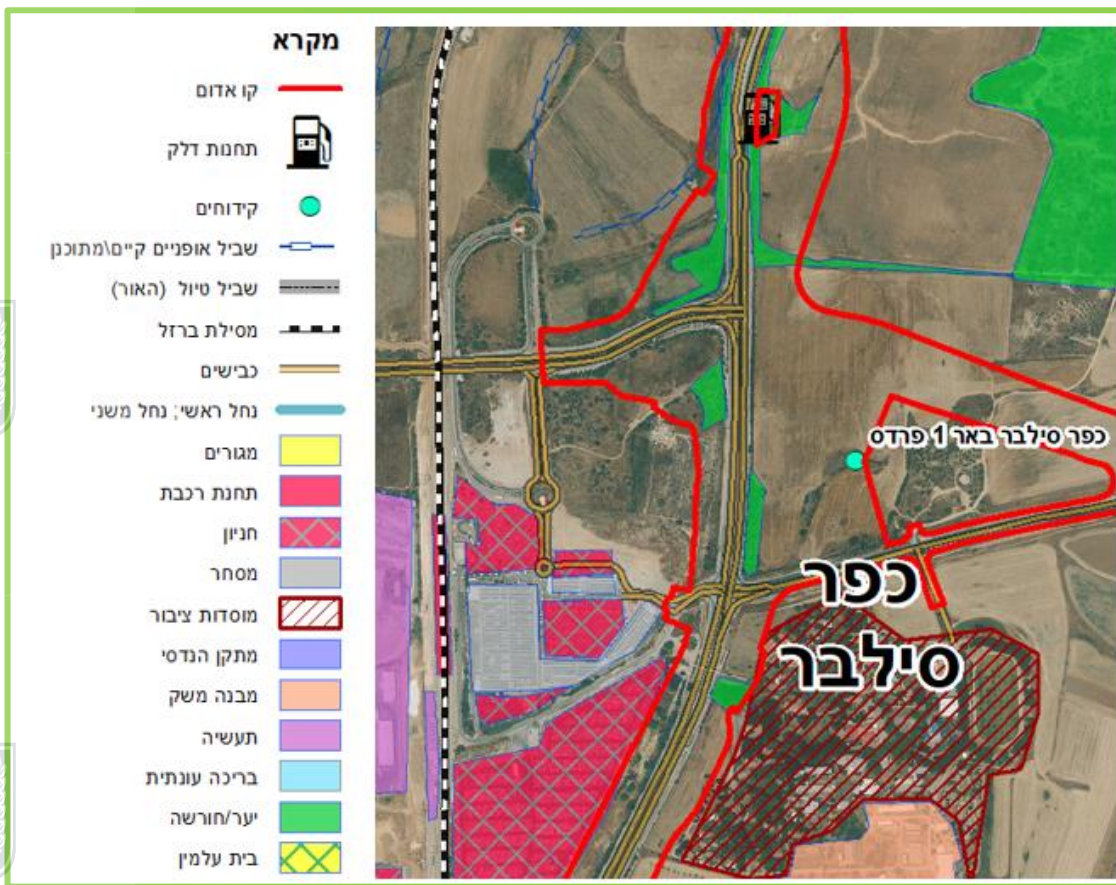 מקרא
קו אדום
תחנות דלק
קידוחים
שביל אופניים קיים\מתוכנן
שביל טיול (האור)
מסילת ברזל
כבישים
נחל ראשי; נחל משני
מגורים
תחנת רכבת
חניון
מסחר
מוסדות ציבור
מתקן הנדסי
מבנה משק
תעשיה
בריכה עונתית
יער/חורשה
בית עלמין
כפר סילבר באר 1 פרדס
כפר
סילבר